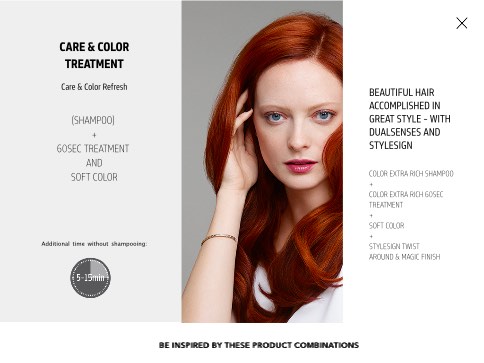 CARE & COLOR
TREATMENT
Care & Color Refresh
(SHAMPOO)
+
60SEC TREATMENT
AND
SOFT COLOR
Additional time without shampooing:
5-15min
BEAUTIFUL HAIR
ACCOMPLISHED IN
GREAT STYLE – WITH
DUALSENSES AND
STYLESIGN
COLOR EXTRA RICH SHAMPOO
+
COLOR EXTRA RICH 60SEC
TREATMENT
+
SOFT COLOR
+
STYLESIGN TWIST
AROUND & MAGIC FINISH
BE INSPIRED BY THESE PRODUCT COMBINATIONS